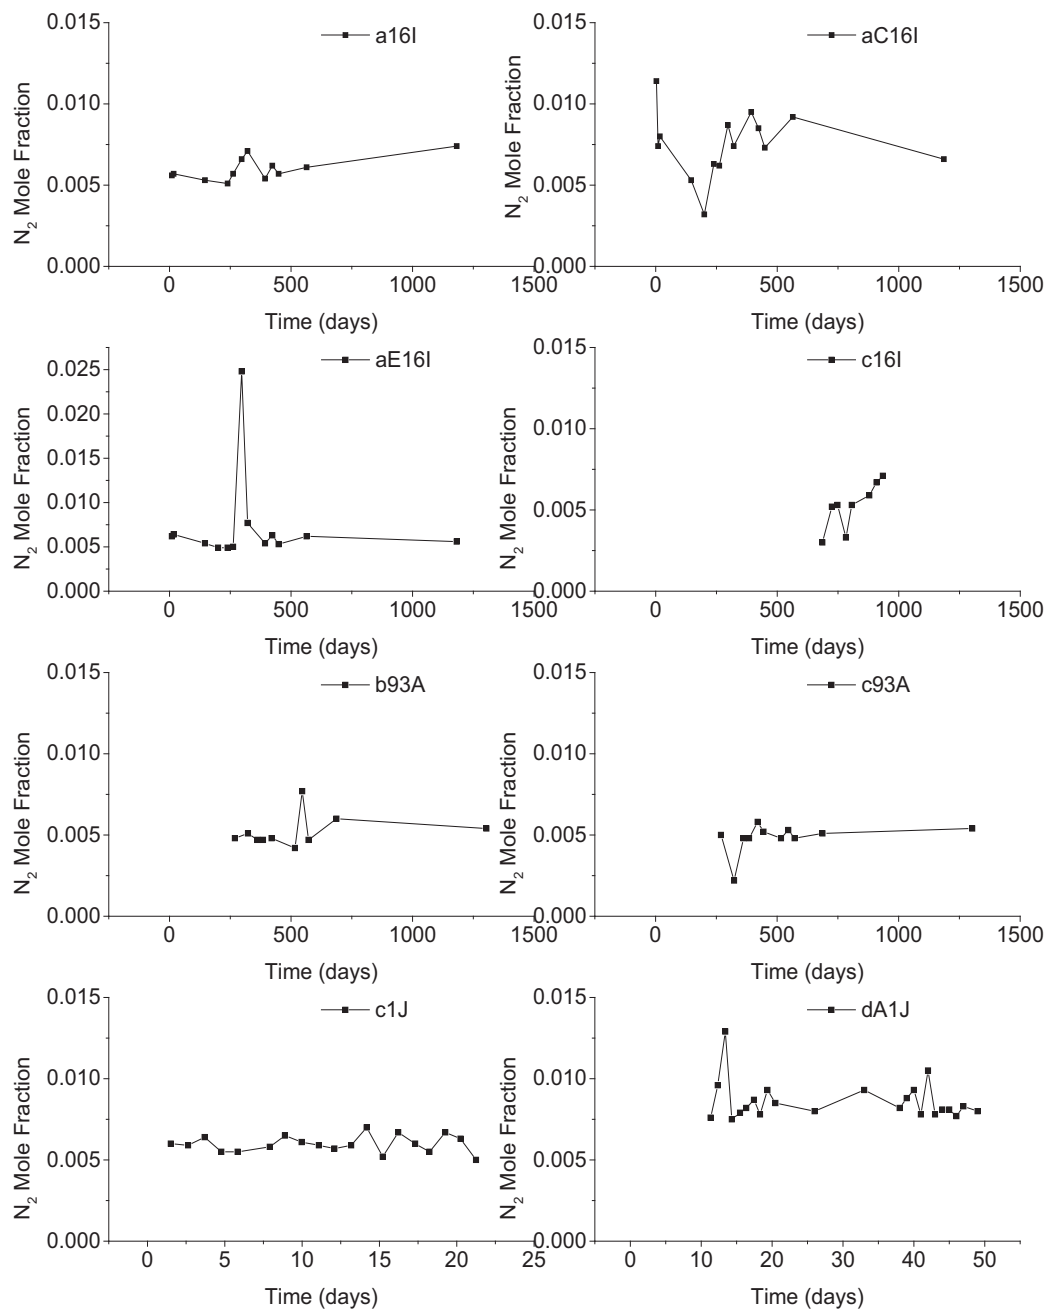 a16I
N2 Mole Fraction
0.015
0.010
0.005
0.000
0 500 1000 1500
Time (days)
aC16I
N2 Mole Fraction
0.015
0.010
0.005
0.000
0 500 1000 1500
Time (days)
aE16I
N2 Mole Fraction
0.025
0.020
0.015
0.010
0.005
0.000
0 500 1000 1500
Time (days)
c16I
N2 Mole Fraction
0.015
0.010
0.005
0.000
0 500 1000 1500
Time (days)
b93A
N2 Mole Fraction
0.015
0.010
0.005
0.000
0 500 1000 1500
Time (days)
c93A
N2 Mole Fraction
0.015
0.010
0.005
0.000
0 500 1000 1500
Time (days)
c1J
N2 Mole Fraction
0.015
0.010
0.005
0.000
0 5 10 15 20 25
Time (days)
dA1J
N2 Mole Fraction
0.015
0.010
0.005
0.000
0 10 20 30 40 50
Time (days)